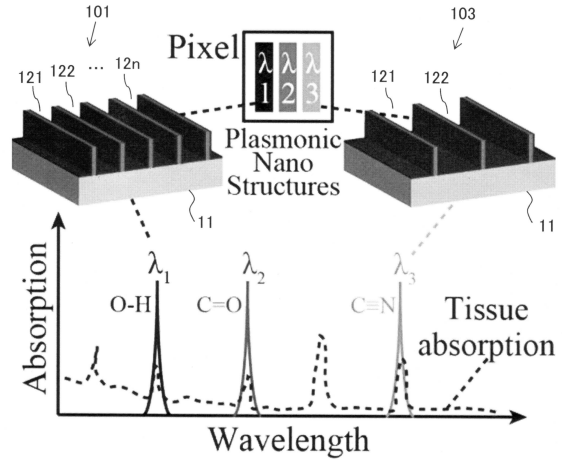 101
103
Pixel
121
122
...
12n
λ
1
λ
2
λ
3
121
122
Plasmonic
Nano
Structures
11
11
λ1
λ2
λ3
O-H
C=O
C≡N
Tissue
absorption
Absorption
Wavelength